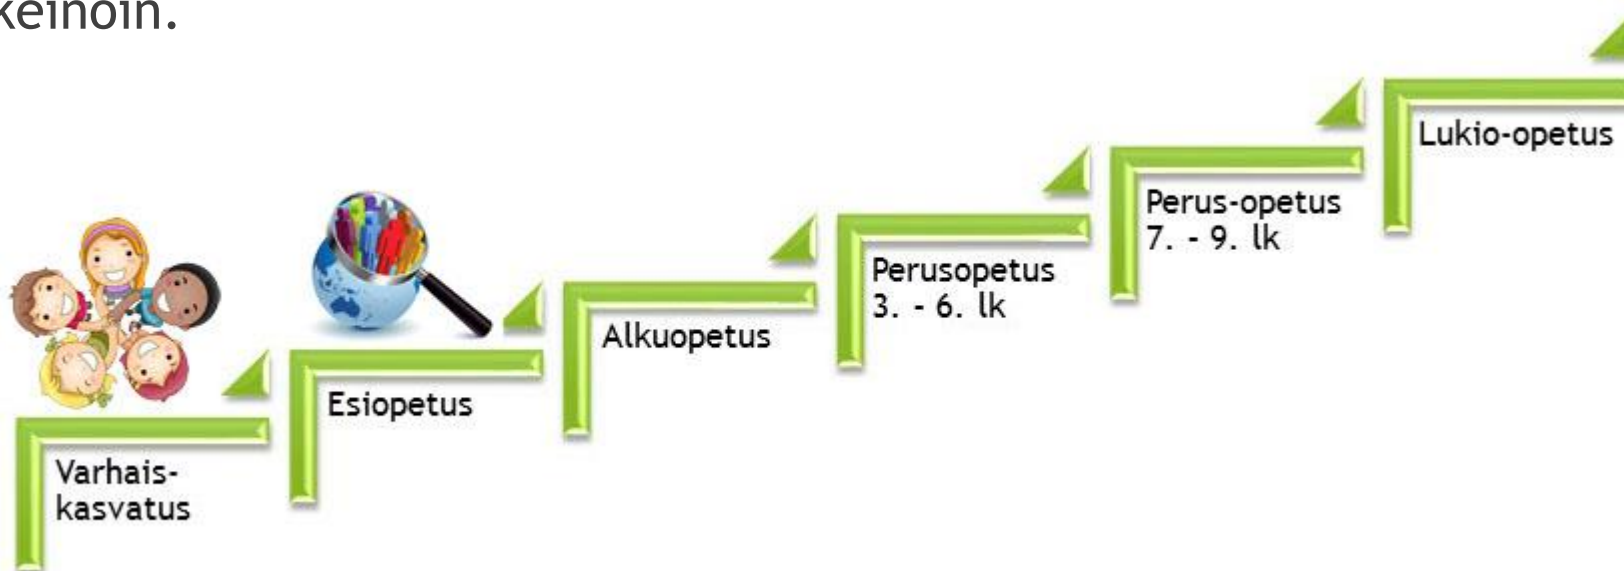 keinoin.
Lukio-opetus
Perus-opetus
7. - 9. lk
Perusopetus
3. - 6. lk
Alkuopetus
Esiopetus
Varhais-
kasvatus